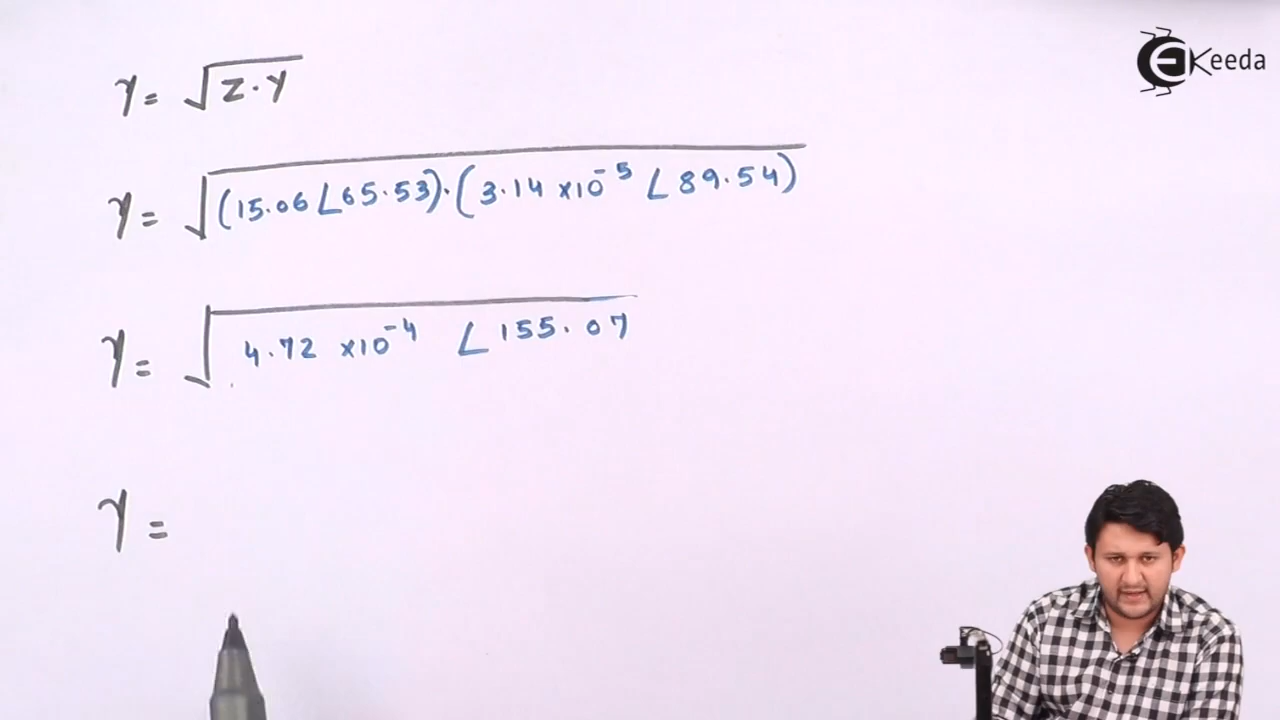 EKeeda
γ = √Z·Y
γ = √(15.06∠65.53)·(3.14 ×10⁻⁵ ∠89.54)
γ = √4.72 ×10⁻⁴ ∠155.07
γ =